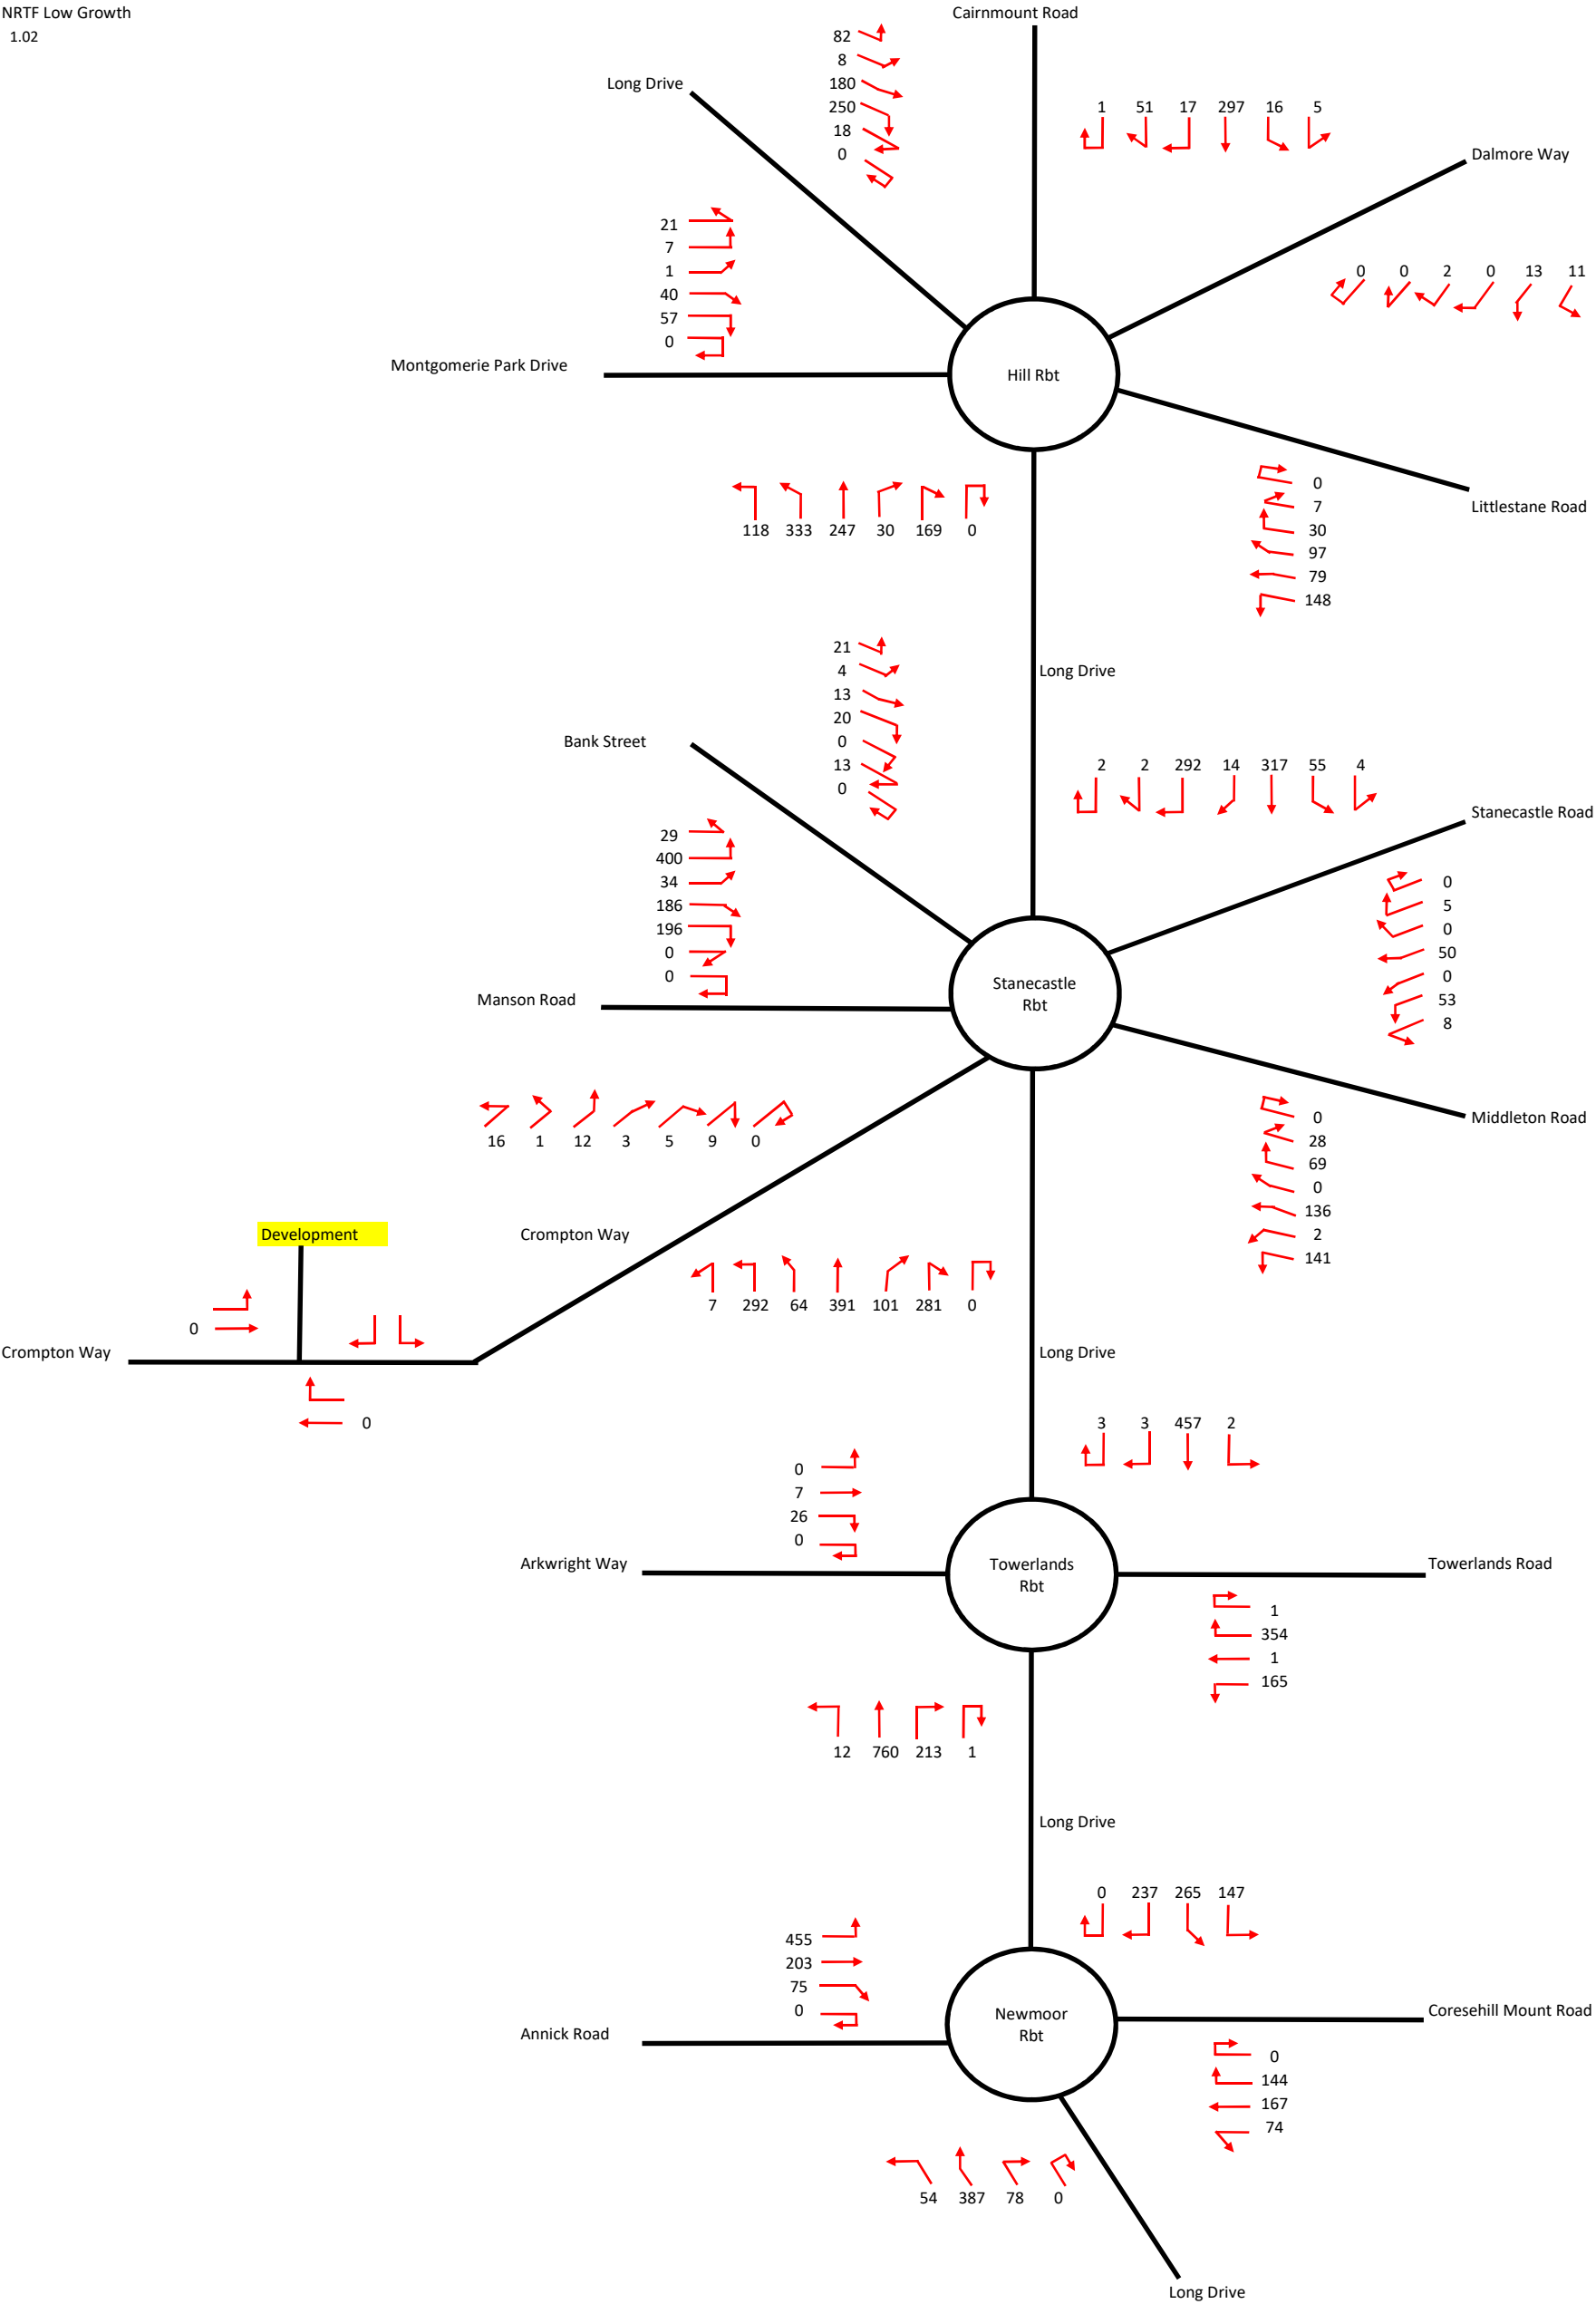 NRTF Low Growth
1.02
Cairnmount Road
82
8
180
250
18
0
Long Drive
1 51 17 297 16 5
Dalmore Way
21
7
1
40
57
0
0 0 2 0 13 11
Montgomerie Park Drive
Hill Rbt
0
7
30
97
79
148
Littlestane Road
118 333 247 30 169 0
Long Drive
21
4
13
20
0
13
0
Bank Street
2 2 292 14 317 55 4
Stanecastle Road
29
400
34
186
196
0
0
0
5
0
50
0
53
8
Manson Road
Stanecastle
Rbt
Middleton Road
0
28
69
0
136
2
141
16 1 12 3 5 9 0
Development
Crompton Way
7 292 64 391 101 281 0
0
Crompton Way
0
Long Drive
3 3 457 2
0
7
26
0
Arkwright Way
Towerlands
Rbt
Towerlands Road
1
354
1
165
12 760 213 1
Long Drive
0 237 265 147
455
203
75
0
Annick Road
Newmoor
Rbt
Coresehill Mount Road
0
144
167
74
54 387 78 0
Long Drive